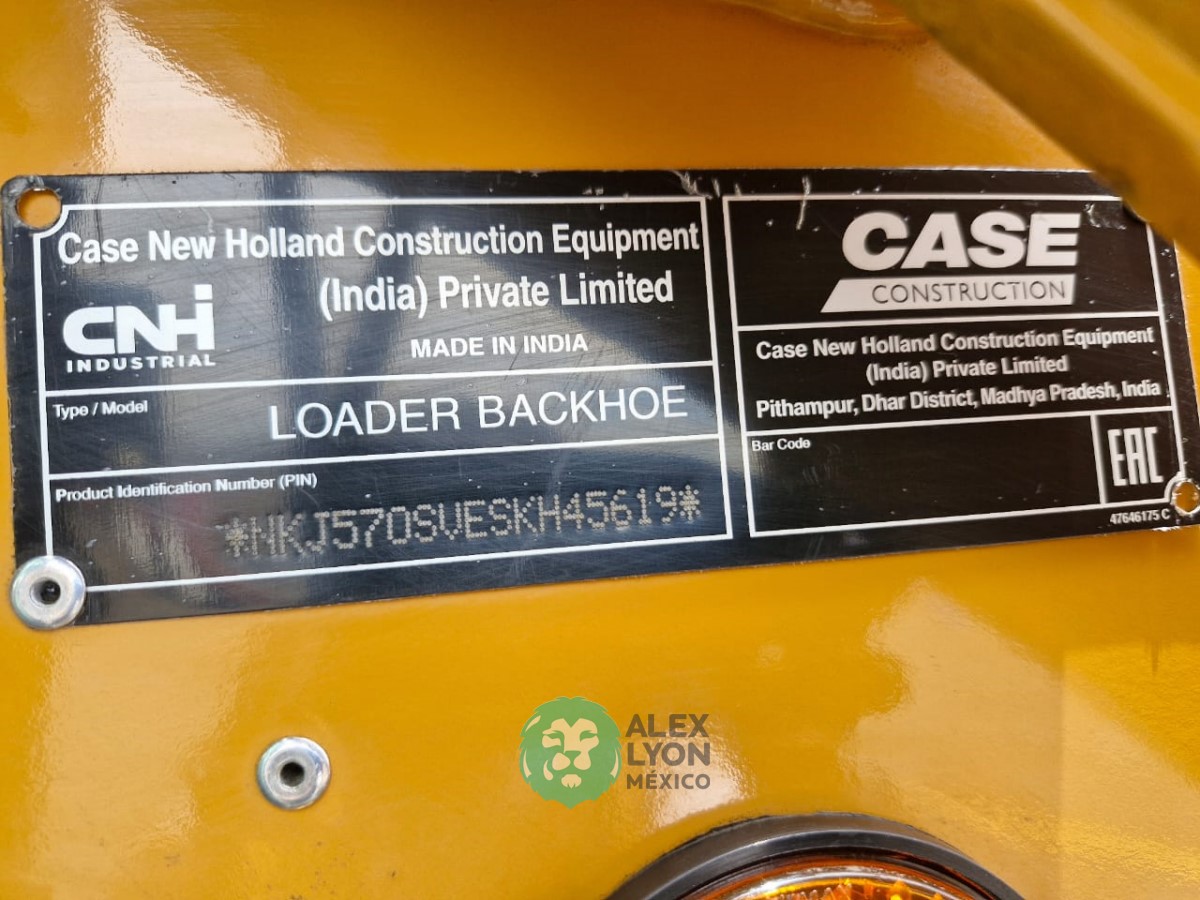 Case New Holland Construction Equipment
(India) Private Limited
CNH
INDUSTRIAL
MADE IN INDIA
Type / Model
LOADER BACKHOE
Product Identification Number (PIN)
*HKJ570SVESKH45619*
CASE
CONSTRUCTION
Case New Holland Construction Equipment
(India) Private Limited
Pithampur, Dhar District, Madhya Pradesh, India
Bar Code
EAC
47646175 C
ALEX
LYON
MÉXICO